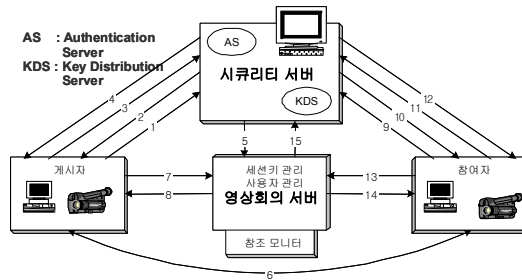 AS : Authentication
Server
KDS : Key Distribution
Server
AS
시큐리티 서버
KDS
4
3
2
1
12
11
10
9
5
15
게시자
7
8
세션키 관리
사용자 관리
영상회의 서버
13
14
참여자
참조 모니터
6